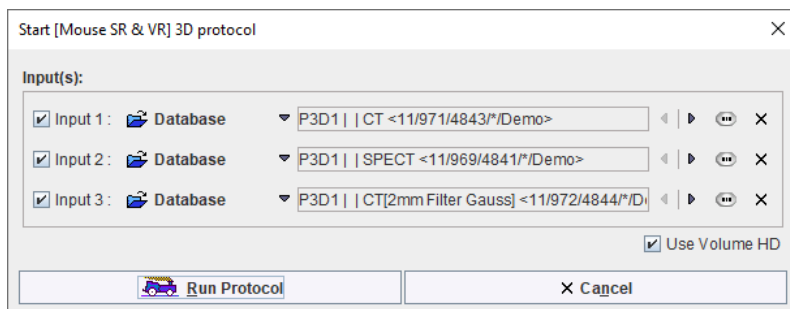 Start [Mouse SR & VR] 3D protocol
Input(s):
Input 1 : Database P3D1 | | CT <11/971/4843/*/Demo>
Input 2 : Database P3D1 | | SPECT <11/969/4841/*/Demo>
Input 3 : Database P3D1 | | CT[2mm Filter Gauss] <11/972/4844/*/D
Use Volume HD
Run Protocol
Cancel